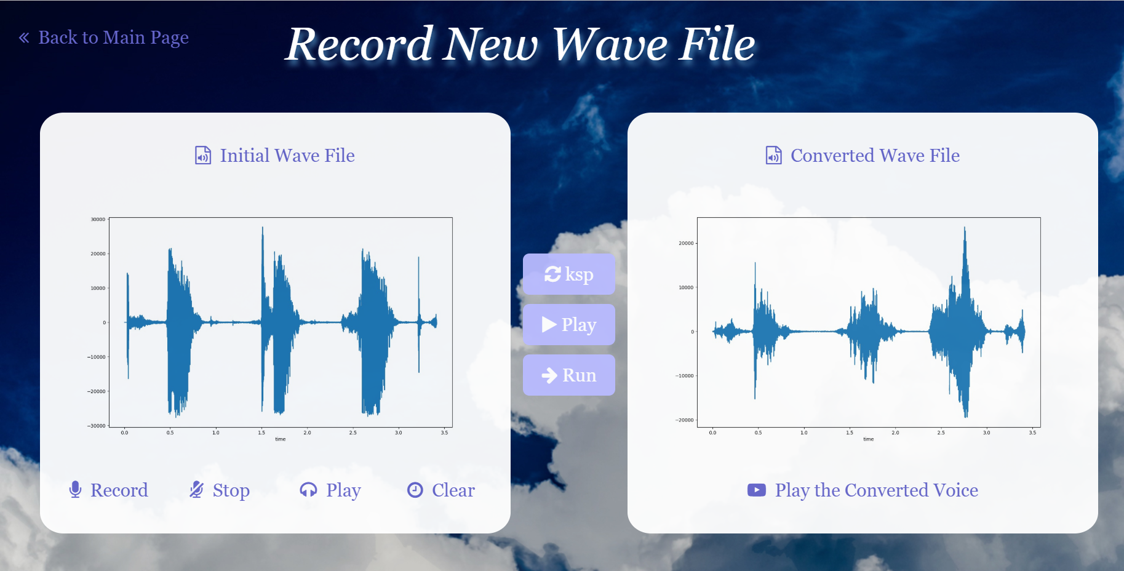 Back to Main Page
Record New Wave File
Initial Wave File
30000
20000
10000
0
−10000
−20000
−30000
0.0 0.5 1.0 1.5 2.0 2.5 3.0 3.5
time
Record Stop Play Clear
ksp
Play
Run
Converted Wave File
20000
10000
0
−10000
−20000
0.0 0.5 1.0 1.5 2.0 2.5 3.0 3.5
time
Play the Converted Voice